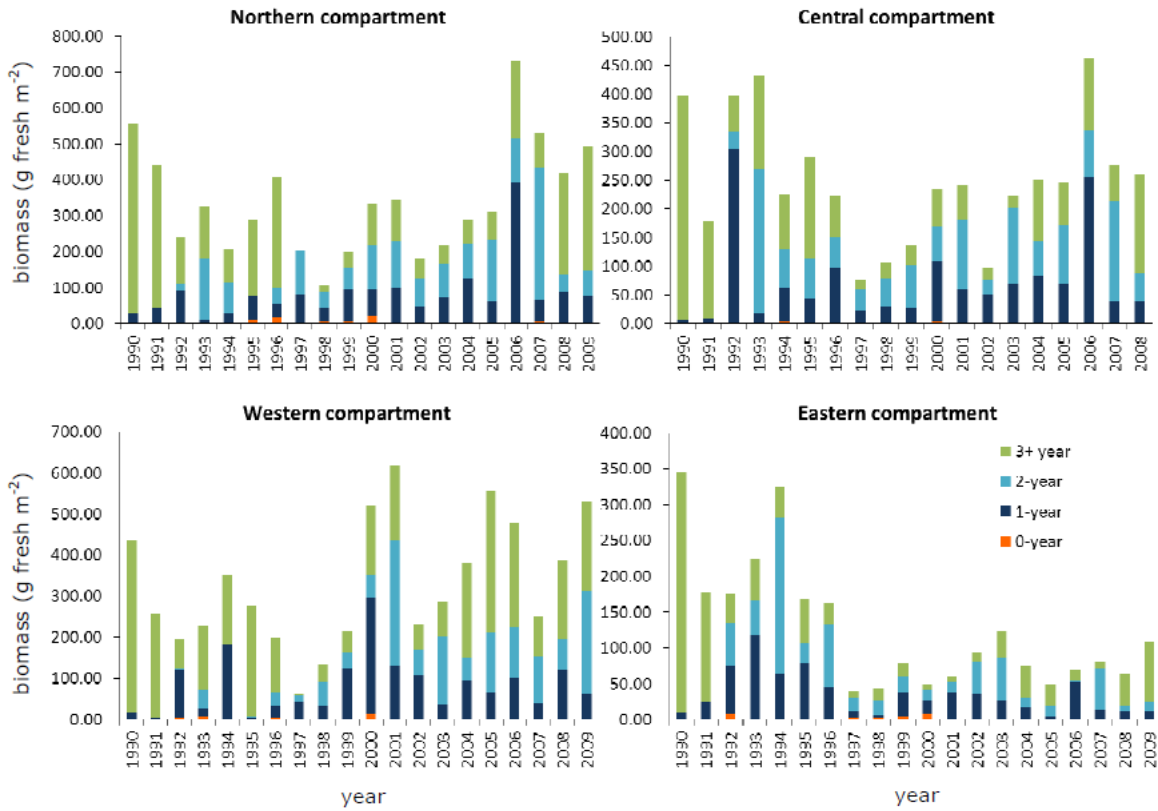 Northern compartment
biomass (g fresh m-2)
800.00
700.00
600.00
500.00
400.00
300.00
200.00
100.00
0.00
1990 1991 1992 1993 1994 1995 1996 1997 1998 1999 2000 2001 2002 2003 2004 2005 2006 2007 2008 2009
Central compartment
500.00
450.00
400.00
350.00
300.00
250.00
200.00
150.00
100.00
50.00
0.00
1990 1991 1992 1993 1994 1995 1996 1997 1998 1999 2000 2001 2002 2003 2004 2005 2006 2007 2008
Western compartment
biomass (g fresh m-2)
700.00
600.00
500.00
400.00
300.00
200.00
100.00
0.00
1990 1991 1992 1993 1994 1995 1996 1997 1998 1999 2000 2001 2002 2003 2004 2005 2006 2007 2008 2009
year
Eastern compartment
400.00
350.00
300.00
250.00
200.00
150.00
100.00
50.00
0.00
3+ year
2-year
1-year
0-year
1990 1991 1992 1993 1994 1995 1996 1997 1998 1999 2000 2001 2002 2003 2004 2005 2006 2007 2008 2009
year